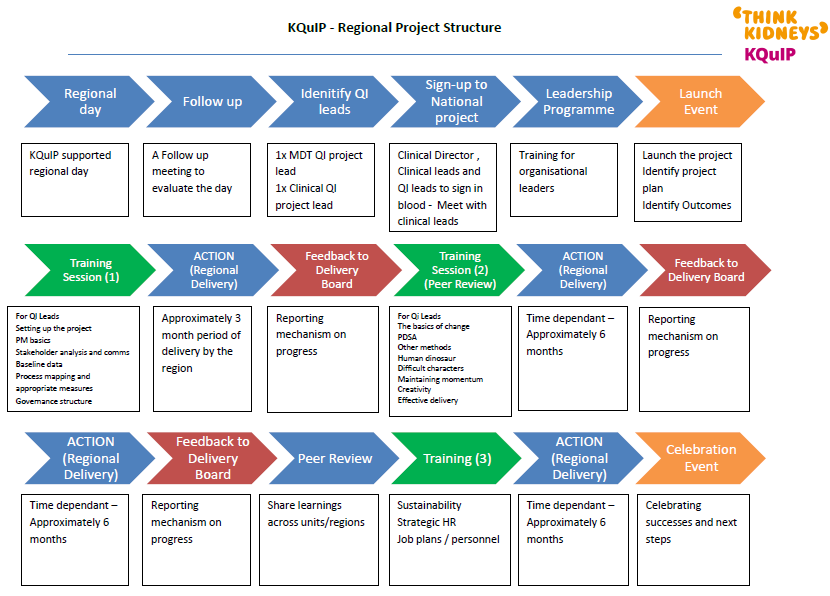 KQuIP - Regional Project Structure
THINK
KIDNEYS
KQuIP
Regional
day
Follow up
Idenitify QI
leads
Sign-up to
National
project
Leadership
Programme
Launch
Event
KQuIP supported
regional day
A Follow up
meeting to
evaluate the day
1x MDT QI project
lead
1x Clinical QI
project lead
Clinical Director ,
Clinical leads and
QI leads to sign in
blood - Meet with
clinical leads
Training for
organisational
leaders
Launch the project
Identify project
plan
Identify Outcomes
Training
Session (1)
ACTION
(Regional
Delivery)
Feedback to
Delivery
Board
Training
Session (2)
(Peer Review)
ACTION
(Regional
Delivery)
Feedback to
Delivery Board
For QI Leads
Setting up the project
PM basics
Stakeholder analysis and comms
Baseline data
Process mapping and
appropriate measures
Governance structure
Approximately 3
month period of
delivery by the
region
Reporting
mechanism on
progress
For Qi Leads
The basics of change
PDSA
Other methods
Human dinosaur
Difficult characters
Maintaining momentum
Creativity
Effective delivery
Time dependant –
Approximately 6
months
Reporting
mechanism on
progress
ACTION
(Regional
Delivery)
Feedback to
Delivery
Board
Peer Review
Training (3)
ACTION
(Regional
Delivery)
Celebration
Event
Time dependant –
Approximately 6
months
Reporting
mechanism on
progress
Share learnings
across units/regions
Sustainability
Strategic HR
Job plans / personnel
Time dependant –
Approximately 6
months
Celebrating
successes and next
steps